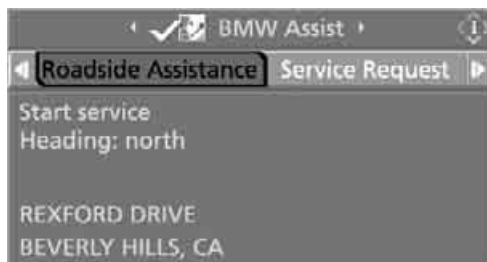 BMW Assist
Roadside Assistance Service Request
Start service
Heading: north
REXFORD DRIVE
BEVERLY HILLS, CA